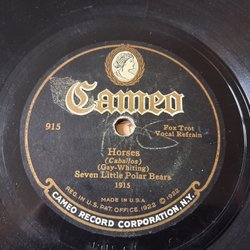 Cameo
915
Fox Trot
Vocal Refrain
Horses
(Caballos)
(Gay-Whiting)
Seven Little Polar Bears
1915
MADE IN U.S.A.
REG. IN U.S. PAT. OFFICE, 1922 © 1922
CAMEO RECORD CORPORATION, N.Y.